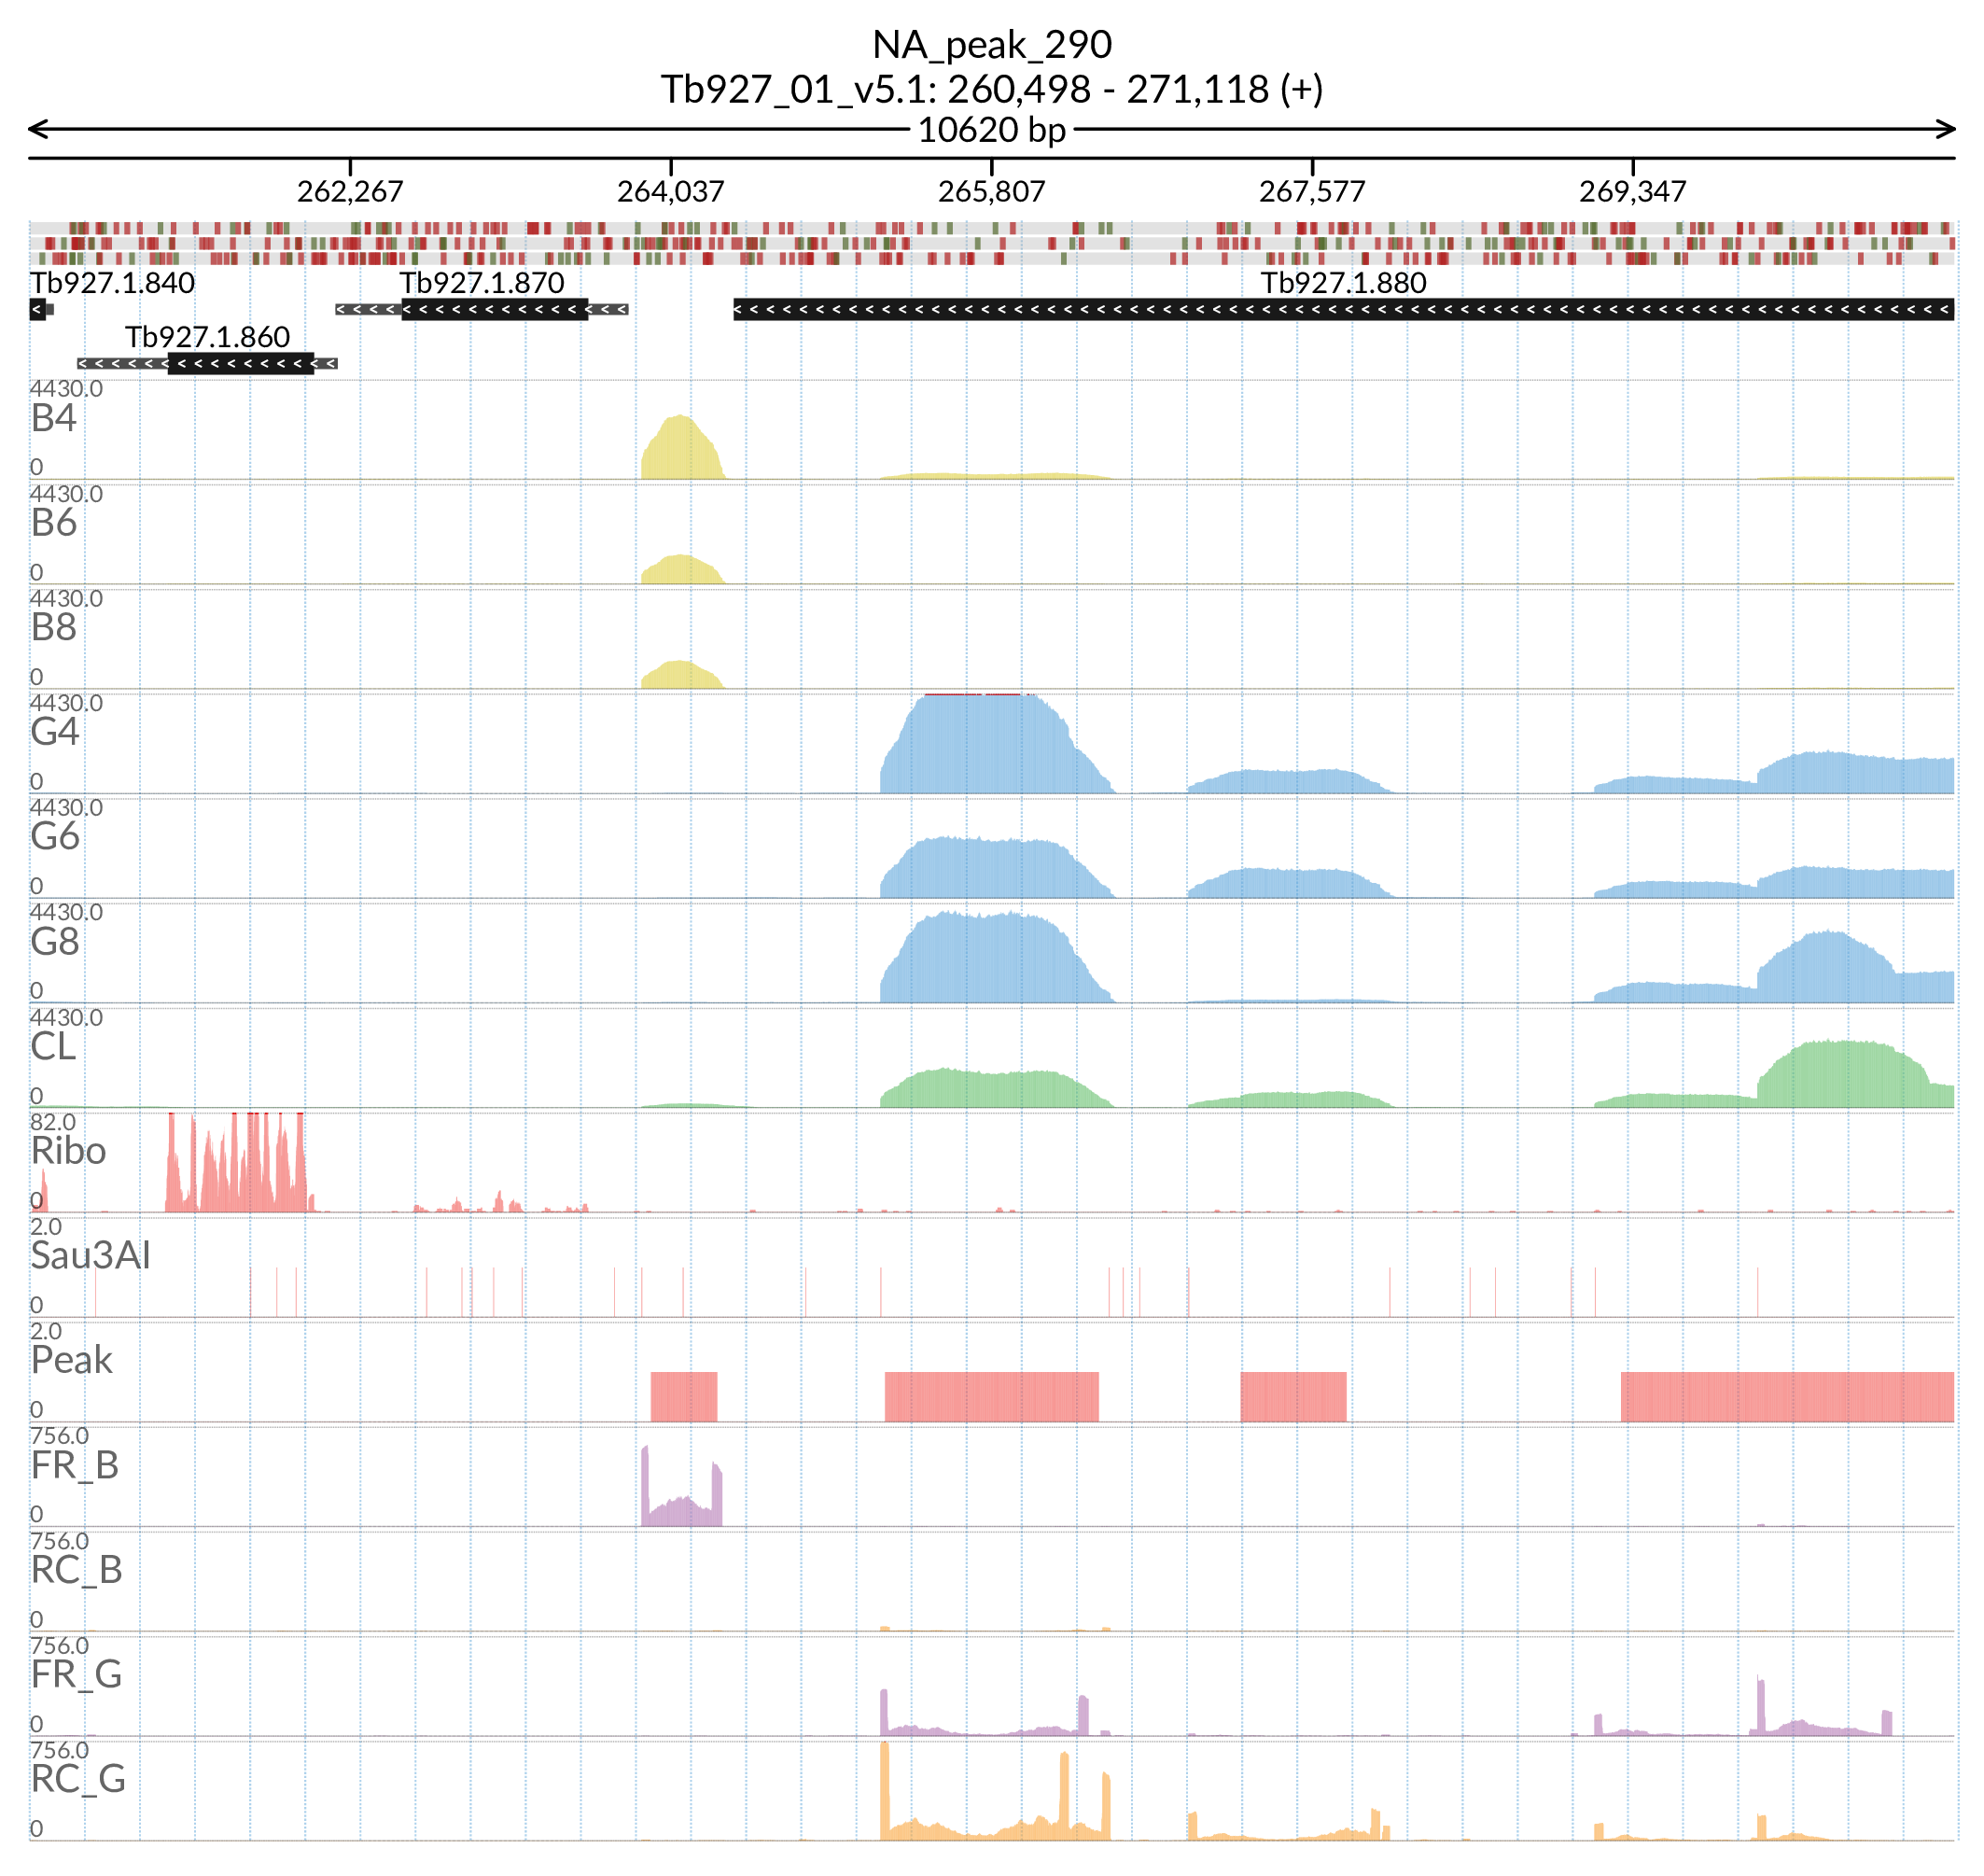 NA_peak_290
Tb927_01_v5.1: 260,498 - 271,118 (+)
10620 bp
262,267 264,037 265,807 267,577 269,347
Tb927.1.840 Tb927.1.870 Tb927.1.880
Tb927.1.860
4430.0
B4
0
4430.0
B6
0
4430.0
B8
0
4430.0
G4
0
4430.0
G6
0
4430.0
G8
0
4430.0
CL
0
82.0
Ribo
0
2.0
Sau3AI
0
2.0
Peak
0
756.0
FR_B
0
756.0
RC_B
0
756.0
FR_G
0
756.0
RC_G
0